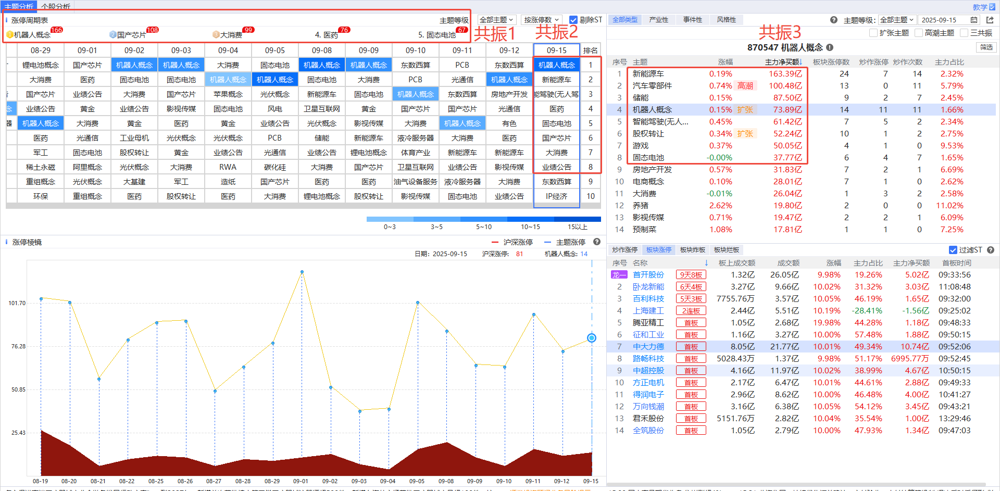 主题分析 个股分析 教学
涨停周期表 主题等级 全部主题 按涨停数 剔除ST
1 机器人概念 166 2 国产芯片 108 3 大消费 99 4. 医药 76 5. 固态电池 67
共振1 共振2 共振3
08-29 09-01 09-02 09-03 09-04 09-05 09-08 09-09 09-10 09-11 09-12 09-15 排名
锂电池概念 国产芯片 机器人概念 机器人概念 大消费 固态电池 机器人概念 机器人概念 东数西算 PCB 东数西算 机器人概念 1
大消费 医药 固态电池 固态电池 机器人概念 机器人概念 固态电池 大消费 PCB 光通信 机器人概念 新能源车 2
国产芯片 业绩公告 大消费 国产芯片 苹果概念 光伏概念 新能源车 固态电池 机器人概念 东数西算 房地产开发 能驾驶(无人驾 3
念 业绩公告 黄金 业绩公告 影视传媒 固态电池 风电 卫星互联网 黄金 国产芯片 国产芯片 光通信 医药 4
器 机器人概念 大消费 黄金 医药 黄金 业绩公告 光伏概念 影视传媒 大消费 机器人概念 有色 固态电池 5
医药 光通信 工业母机 光伏概念 光伏概念 PCB 储能 新能源车 液冷服务器 大消费 医药 国产芯片 6
军工 固态电池 股权转让 黄金 业绩公告 光通信 业绩公告 锂电池概念 体育产业 新能源车 新能源车 大消费 7
稀土永磁 阿里概念 光伏概念 大消费 RWA 碳化硅 大消费 国产芯片 卫星互联网 业绩公告 影视传媒 业绩公告 8
重组概念 光伏概念 大基建 军工 造纸 国产芯片 医药 医药 油气设备服务 液冷服务器 大消费 东数西算 9
环保 重组概念 医药 股权转让 医药 大消费 锂电池概念 股权转让 影视传媒 固态电池 业绩公告 IP经济 10
0~3 3~5 5~10 10~15 15以上
涨停棱镜 沪深涨停 主题涨停
日期: 2025-09-15 沪深涨停: 81 机器人概念: 14
101.70
76.28
50.85
25.43
08-19 08-20 08-21 08-22 08-25 08-26 08-27 08-28 08-29 09-01 09-02 09-03 09-04 09-05 09-08 09-09 09-10 09-11 09-12 09-15
全部类型 产业性 事件性 风格性 主题等级: 全部主题 2025-09-15
扩张主题 高潮主题 三共振
870547 机器人概念 筛选
序号 主题 涨幅 主力净买额↓ 板块涨停数 炒作涨停 炒作次数 主力占比
1 新能源车 0.19% 163.39亿 24 7 14 2.32%
2 汽车零部件 0.74% 高潮 100.48亿 13 0 11 5.79%
3 储能 0.15% 87.50亿 9 2 7 2.45%
4 机器人概念 0.15% 扩张 73.89亿 14 11 11 1.66%
5 智能驾驶(无人... 0.45% 61.42亿 7 5 2 2.34%
6 股权转让 0.34% 扩张 52.24亿 10 1 2 2.75%
7 游戏 0.37% 50.05亿 4 1 0 9.53%
8 固态电池 -0.00% 37.77亿 6 4 7 1.65%
9 房地产开发 0.57% 31.83亿 7 2 1 6.69%
10 电商概念 0.10% 28.01亿 7 1 0 2.62%
11 大消费 -0.01% 26.04亿 1 3 2 2.58%
12 养猪 2.62% 19.80亿 2 0 0 11.02%
13 影视传媒 0.71% 19.47亿 2 2 1 6.09%
14 预制菜 1.08% 17.81亿 1 1 0 7.25%
炒作涨停 板块涨停 板块炸板 板块烂板 过滤ST
序号 名称 ↓ 板上成交额 成交额 涨幅 主力占比 主力净买额 首板时间
龙一 首开股份 9天8板 1.32亿 26.05亿 9.98% 19.26% 5.02亿 09:33:56
2 卧龙新能 6天4板 3.27亿 9.66亿 10.02% 31.32% 3.03亿 11:08:48
3 百利科技 5天3板 7755.76万 3.57亿 10.05% 46.19% 1.65亿 09:32:00
4 上海建工 2连板 2.44亿 5.51亿 10.19% -28.41% -1.56亿 09:25:02
5 腾亚精工 首板 1.05亿 2.68亿 19.98% 44.28% 1.18亿 09:48:33
6 征和工业 首板 1.16亿 3.27亿 10.00% 57.48% 1.88亿 09:50:15
7 中大力德 首板 8.05亿 21.77亿 10.01% 49.34% 10.74亿 09:52:06
8 路畅科技 首板 5028.43万 1.37亿 9.98% 51.17% 6995.77万 09:52:45
9 中超控股 首板 4.16亿 11.97亿 10.02% 38.99% 4.67亿 10:50:15
10 方正电机 首板 2.17亿 6.47亿 10.01% 44.61% 2.88亿 09:49:33
11 得润电子 首板 2.96亿 8.62亿 10.00% 46.48% 4.00亿 10:41:27
12 万向钱潮 首板 3.16亿 6.38亿 10.05% 54.12% 3.45亿 09:43:21
13 君禾股份 首板 5151.76万 2.82亿 10.04% 35.54% 1.00亿 13:29:46
14 全筑股份 首板 1.05亿 2.79亿 10.00% 47.93% 1.34亿 09:47:03